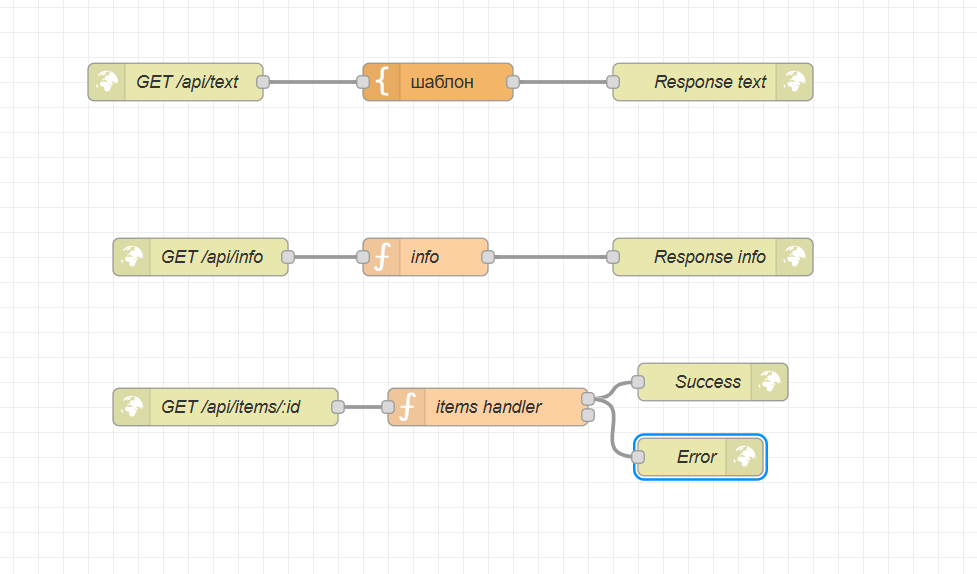 GET /api/text
шаблон
Response text
GET /api/info
info
Response info
GET /api/items/:id
items handler
Success
Error